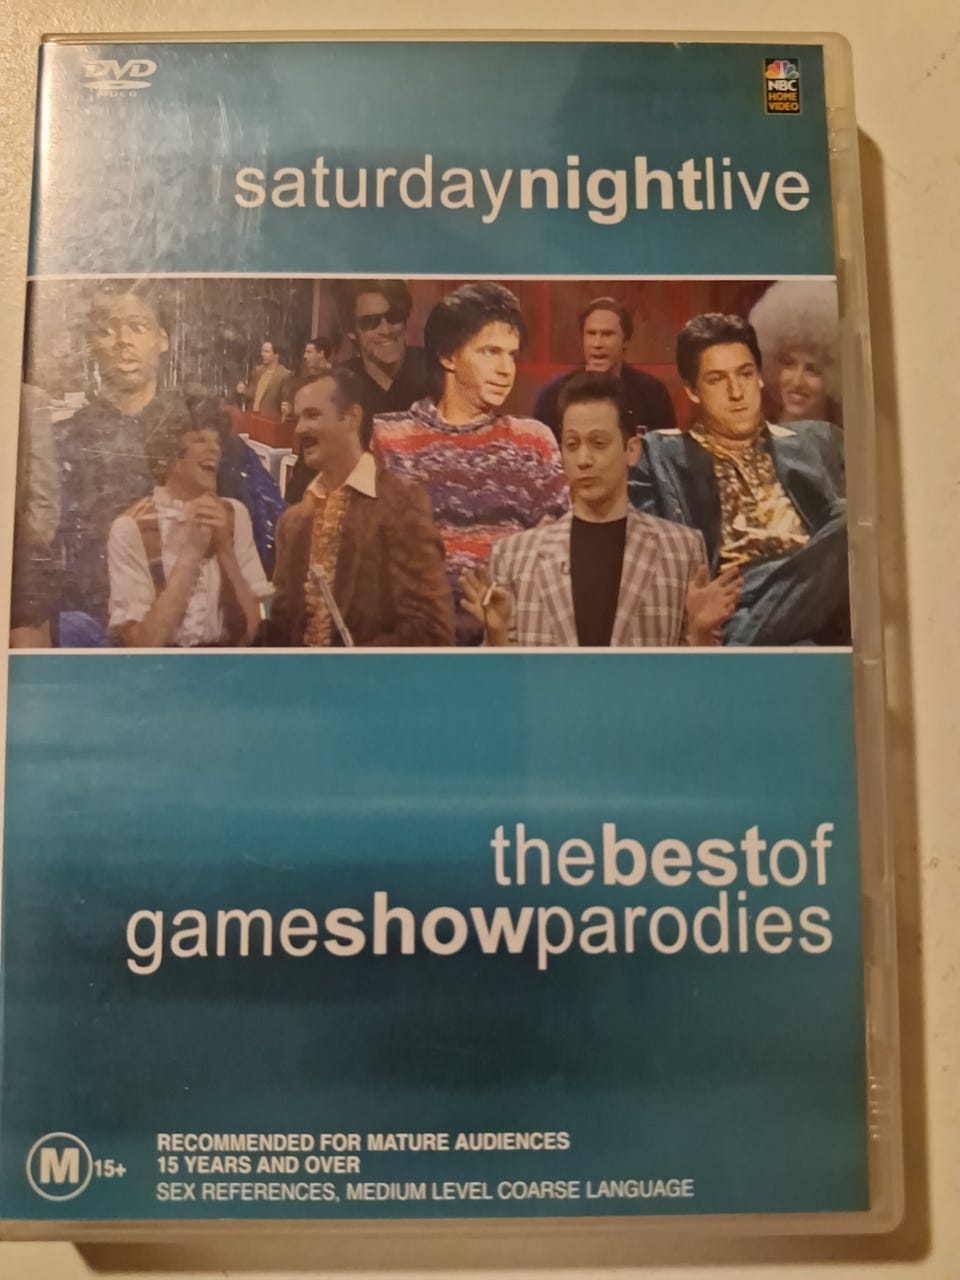 DVD
VIDEO
NBC
HOME
VIDEO
saturdaynightlive
thebestof
gameshowparodies
M 15+
RECOMMENDED FOR MATURE AUDIENCES
15 YEARS AND OVER
SEX REFERENCES, MEDIUM LEVEL COARSE LANGUAGE